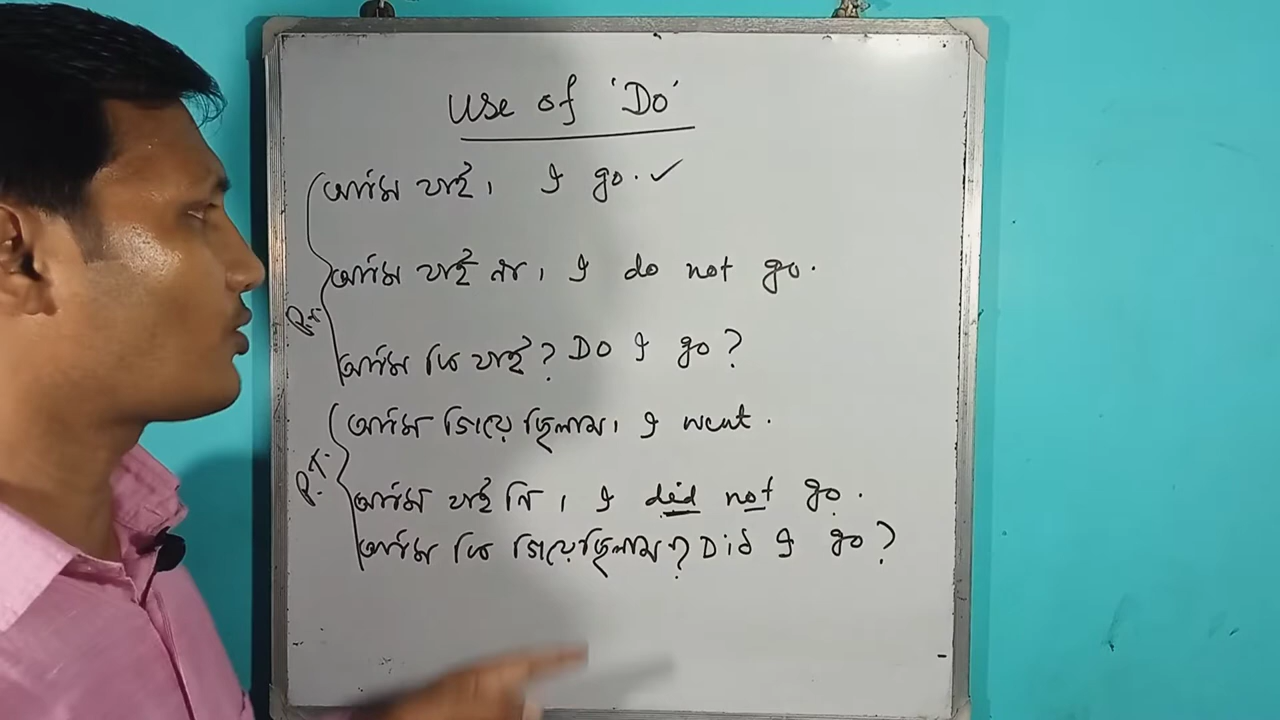 Use of 'Do'
আমি যাই। I go. ✓
আমি যাই না। I do not go.
P.T.
আমি কি যাই? Do I go?
আমি গিয়েছিলাম। I went.
P.T.
আমি যাই নি। I did not go.
আমি কি গিয়েছিলাম? Did I go?